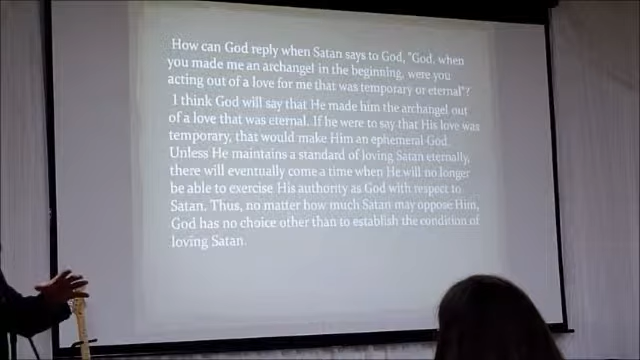 How can God reply when Satan says to God, "God, when
you made me an archangel in the beginning, were you
acting out of a love for me that was temporary or eternal"?
I think God will say that He made him the archangel out
of a love that was eternal. If he were to say that His love was
temporary, that would make Him an ephemeral God.
Unless He maintains a standard of loving Satan eternally,
there will eventually come a time when He will no longer
be able to exercise His authority as God with respect to
Satan. Thus, no matter how much Satan may oppose Him,
God has no choice other than to establish the condition of
loving Satan.